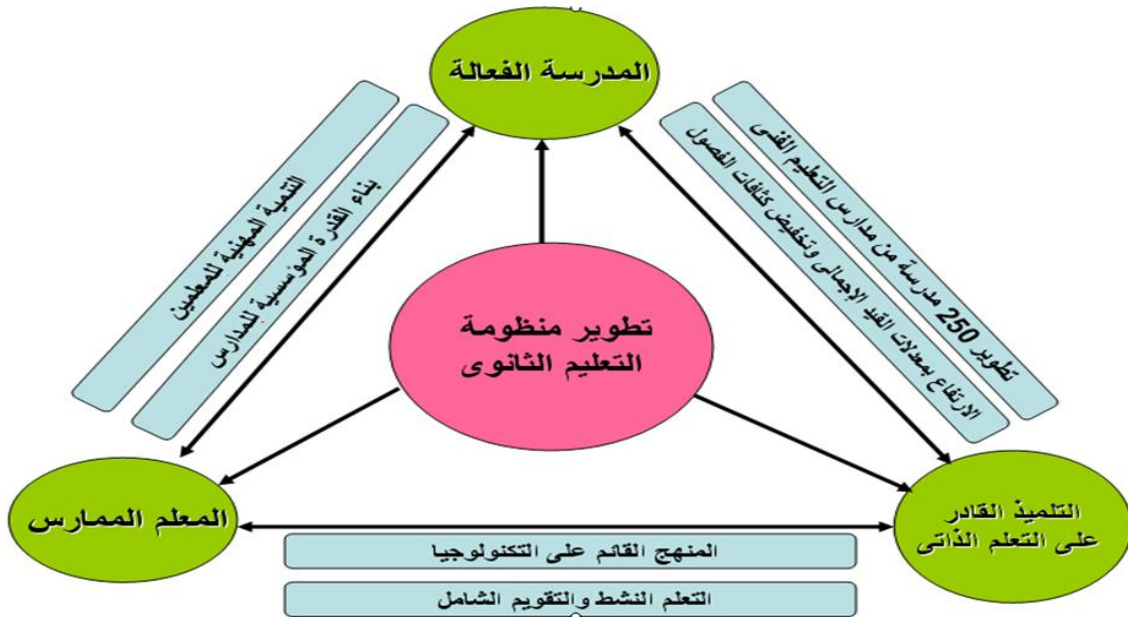 المدرسة الفعالة
التنمية المهنية للمعلمين
بناء القدرة المؤسسية للمدارس
تطوير 250 مدرسة من مدارس التعليم الفنى
الارتفاع بمعدلات القيد الإجمالى وتخفيض كثافات الفصول
تطوير منظومة
التعليم الثانوى
المعلم الممارس
التلميذ القادر
على التعلم الذاتى
المنهج القائم على التكنولوجيا
التعلم النشط والتقويم الشامل